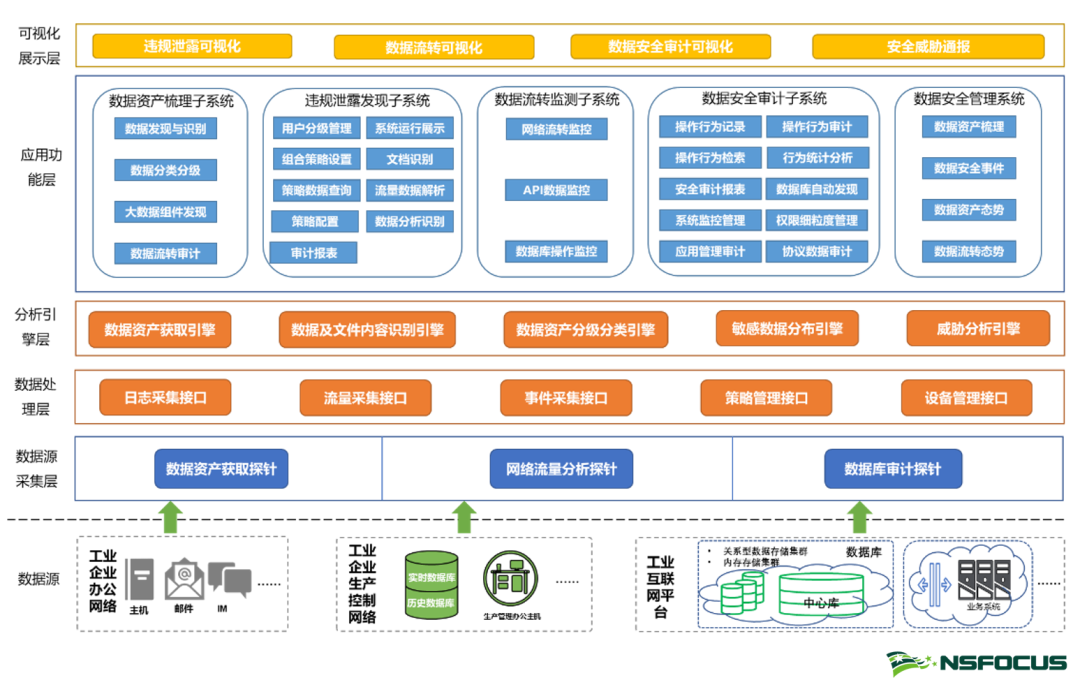 可视化
展示层
违规泄露可视化
数据流转可视化
数据安全审计可视化
安全威胁通报
应用功
能层
数据资产梳理子系统
数据发现与识别
数据分类分级
大数据组件发现
数据流转审计
违规泄露发现子系统
用户分级管理
系统运行展示
组合策略设置
文档识别
策略数据查询
流量数据解析
策略配置
数据分析识别
审计报表
数据流转监测子系统
网络流转监控
API数据监控
数据库操作监控
数据安全审计子系统
操作行为记录
操作行为审计
操作行为检索
行为统计分析
安全审计报表
数据库自动发现
系统监控管理
权限细粒度管理
应用管理审计
协议数据审计
数据安全管理系统
数据资产梳理
数据安全事件
数据资产态势
数据流转态势
分析引
擎层
数据资产获取引擎
数据及文件内容识别引擎
数据资产分级分类引擎
敏感数据分布引擎
威胁分析引擎
数据处
理层
日志采集接口
流量采集接口
事件采集接口
策略管理接口
设备管理接口
数据源
采集层
数据资产获取探针
网络流量分析探针
数据库审计探针
数据源
工业
企业
办公
网络
主机
邮件
IM
……
工业
企业
生产
控制
网络
实时数据库
历史数据库
生产管理办公主机
……
工业
互联
网平
台
• 关系型数据存储集群
• 内存存储集群
数据库
中心库
业务系统
……
NSFOCUS